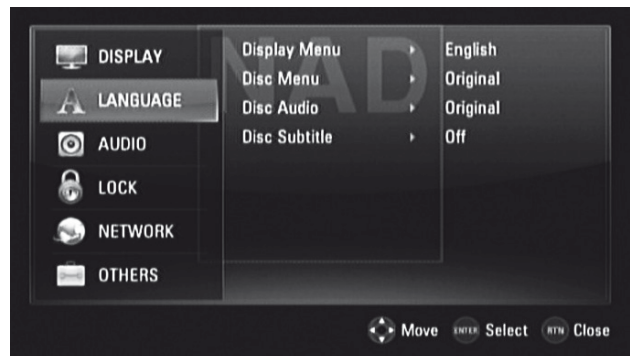 NAD
DISPLAY
LANGUAGE
AUDIO
LOCK
NETWORK
OTHERS
Display Menu English
Disc Menu Original
Disc Audio Original
Disc Subtitle Off
Move ENTER Select RTN Close